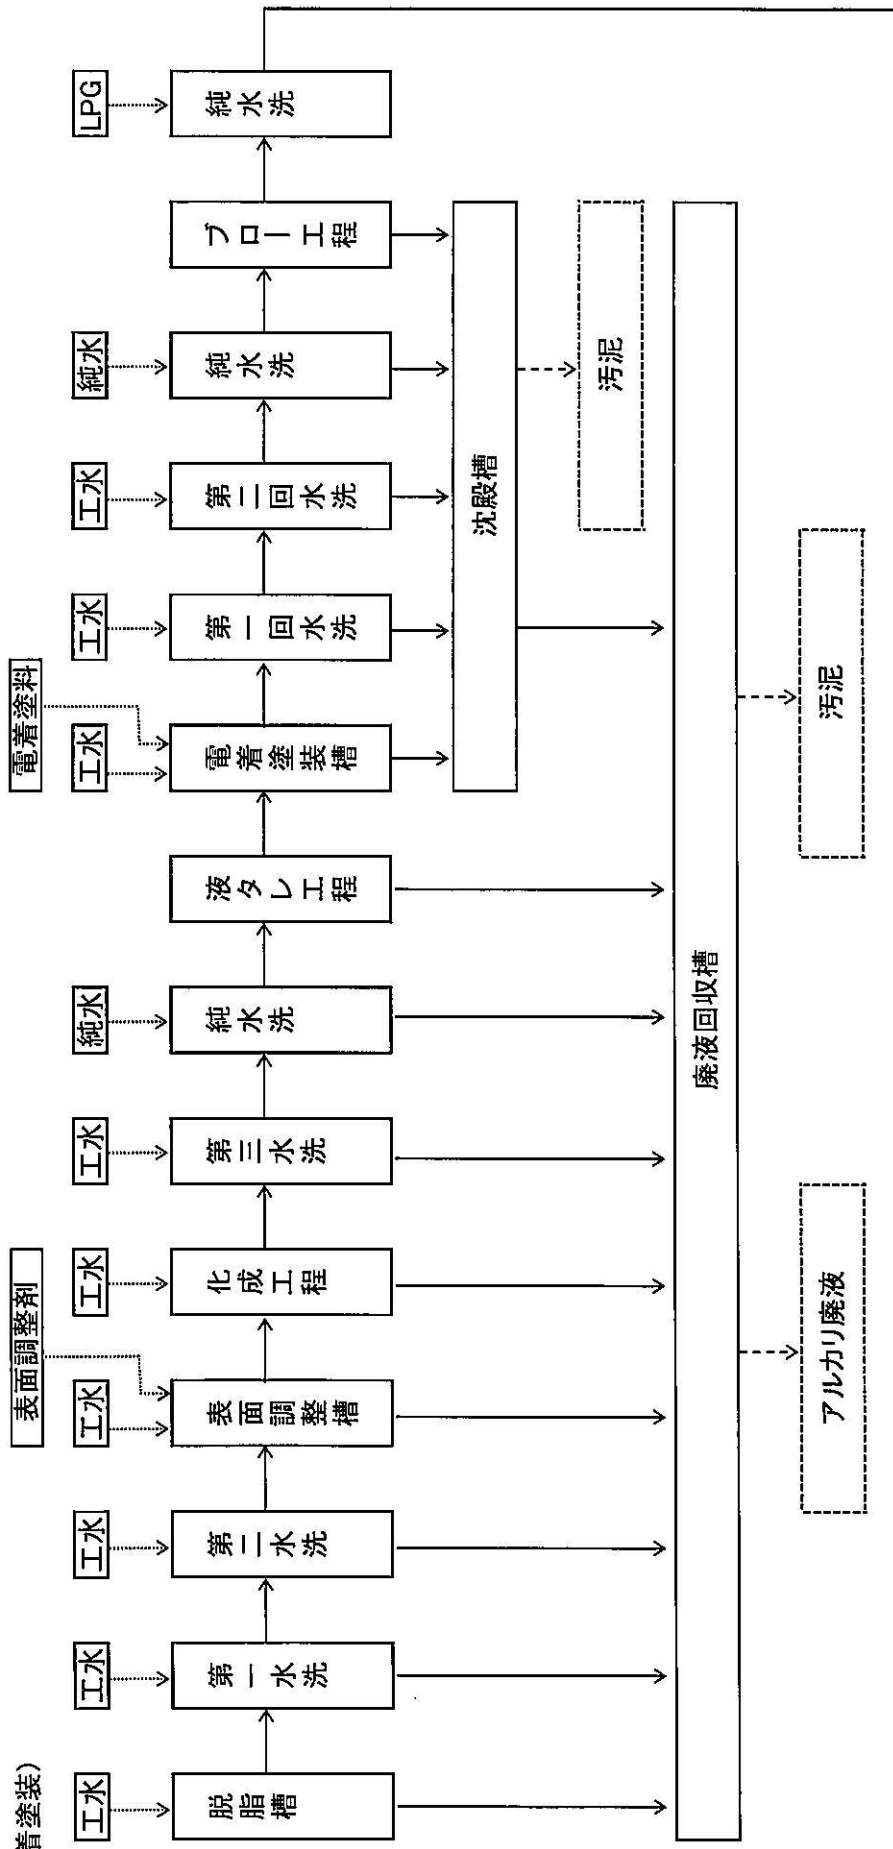 着塗装)
工水
工水
工水
工水
表面調整剤
工水
工水
純水
工水
電着塗料
工水
工水
純水
LPG
脱脂槽
第一水洗
第二水洗
表面調整槽
化成工程
第三水洗
純水洗
液タレ工程
電着塗装槽
第一回水洗
第二回水洗
純水洗
ブロー工程
純水洗
沈殿槽
汚泥
廃液回収槽
アルカリ廃液
汚泥